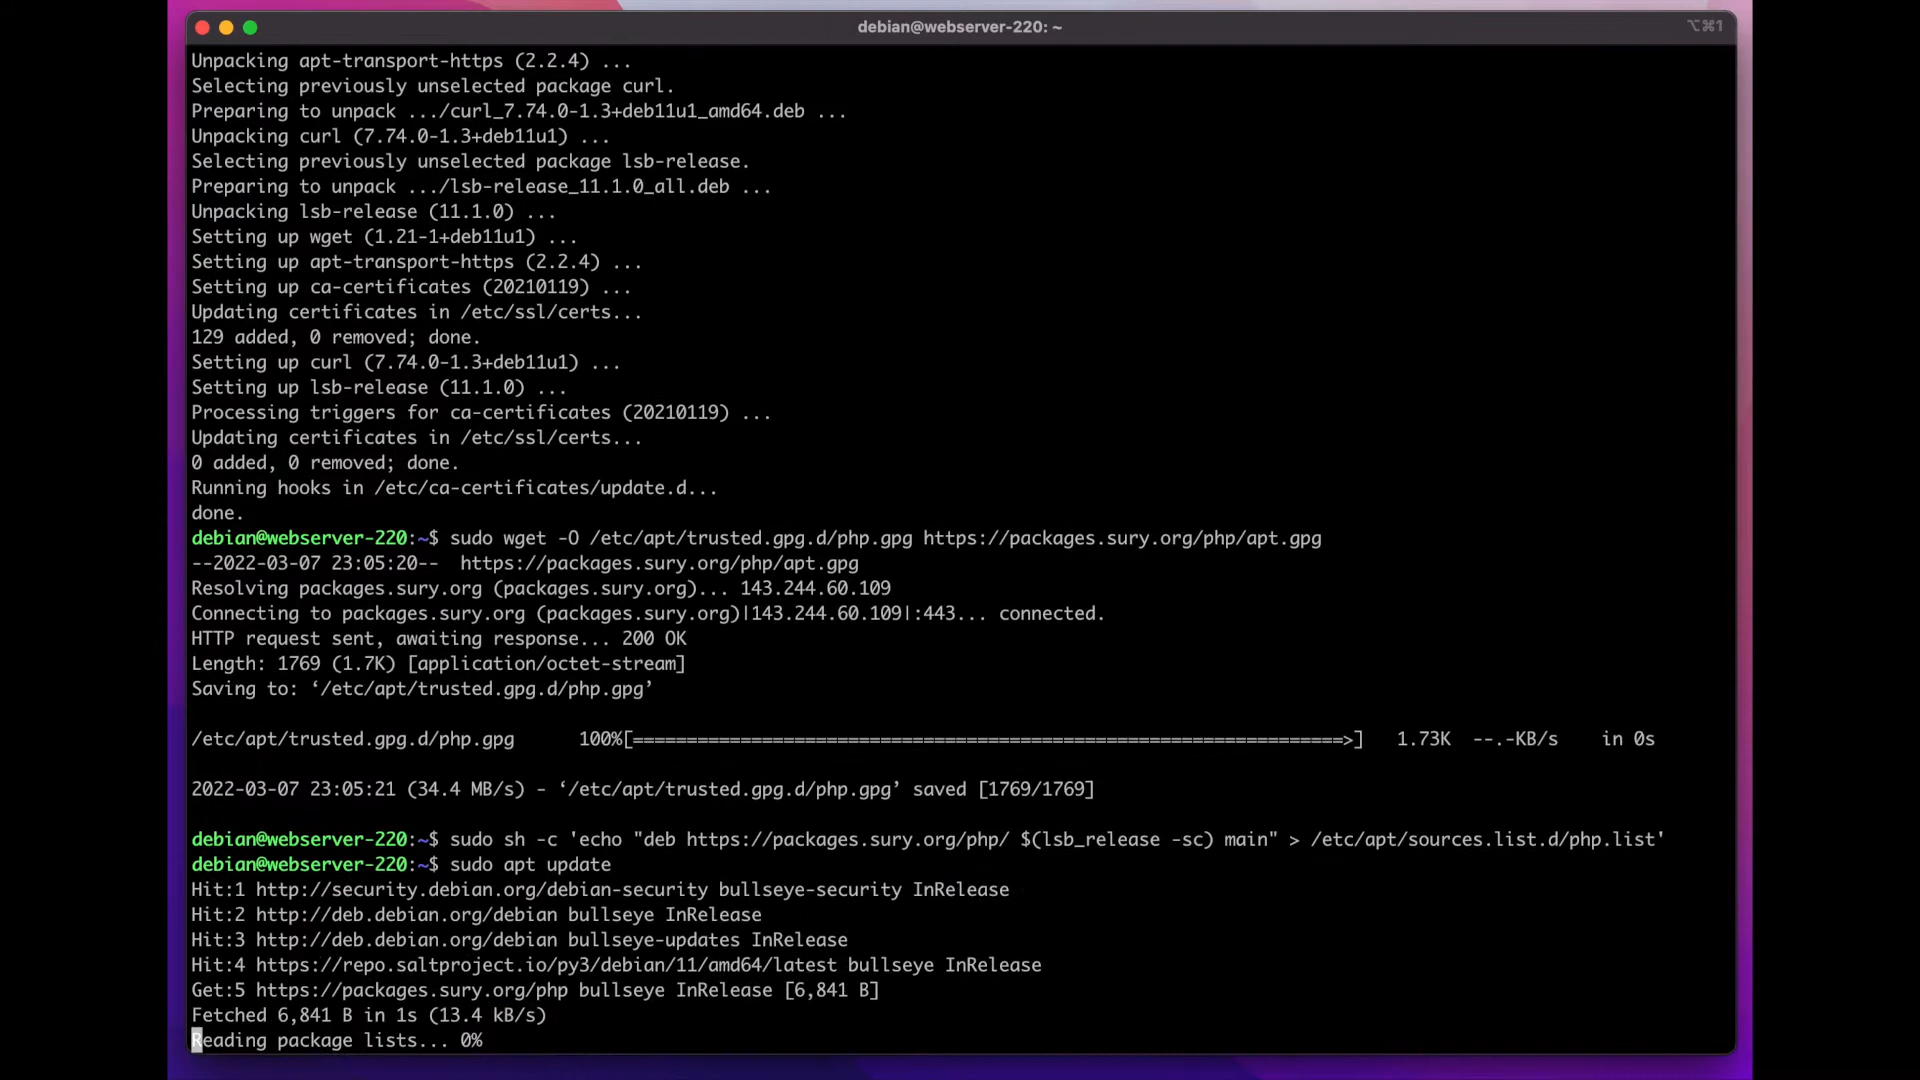 debian@webserver-220: ~
⌥⌘1
Unpacking apt-transport-https (2.2.4) ...
Selecting previously unselected package curl.
Preparing to unpack .../curl_7.74.0-1.3+deb11u1_amd64.deb ...
Unpacking curl (7.74.0-1.3+deb11u1) ...
Selecting previously unselected package lsb-release.
Preparing to unpack .../lsb-release_11.1.0_all.deb ...
Unpacking lsb-release (11.1.0) ...
Setting up wget (1.21-1+deb11u1) ...
Setting up apt-transport-https (2.2.4) ...
Setting up ca-certificates (20210119) ...
Updating certificates in /etc/ssl/certs...
129 added, 0 removed; done.
Setting up curl (7.74.0-1.3+deb11u1) ...
Setting up lsb-release (11.1.0) ...
Processing triggers for ca-certificates (20210119) ...
Updating certificates in /etc/ssl/certs...
0 added, 0 removed; done.
Running hooks in /etc/ca-certificates/update.d...
done.
debian@webserver-220:~$ sudo wget -O /etc/apt/trusted.gpg.d/php.gpg https://packages.sury.org/php/apt.gpg
--2022-03-07 23:05:20--  https://packages.sury.org/php/apt.gpg
Resolving packages.sury.org (packages.sury.org)... 143.244.60.109
Connecting to packages.sury.org (packages.sury.org)|143.244.60.109|:443... connected.
HTTP request sent, awaiting response... 200 OK
Length: 1769 (1.7K) [application/octet-stream]
Saving to: ‘/etc/apt/trusted.gpg.d/php.gpg’
/etc/apt/trusted.gpg.d/php.gpg      100%[==================================================================>]   1.73K  --.-KB/s    in 0s
2022-03-07 23:05:21 (34.4 MB/s) - ‘/etc/apt/trusted.gpg.d/php.gpg’ saved [1769/1769]
debian@webserver-220:~$ sudo sh -c 'echo "deb https://packages.sury.org/php/ $(lsb_release -sc) main" > /etc/apt/sources.list.d/php.list'
debian@webserver-220:~$ sudo apt update
Hit:1 http://security.debian.org/debian-security bullseye-security InRelease
Hit:2 http://deb.debian.org/debian bullseye InRelease
Hit:3 http://deb.debian.org/debian bullseye-updates InRelease
Hit:4 https://repo.saltproject.io/py3/debian/11/amd64/latest bullseye InRelease
Get:5 https://packages.sury.org/php bullseye InRelease [6,841 B]
Fetched 6,841 B in 1s (13.4 kB/s)
Reading package lists... 0%